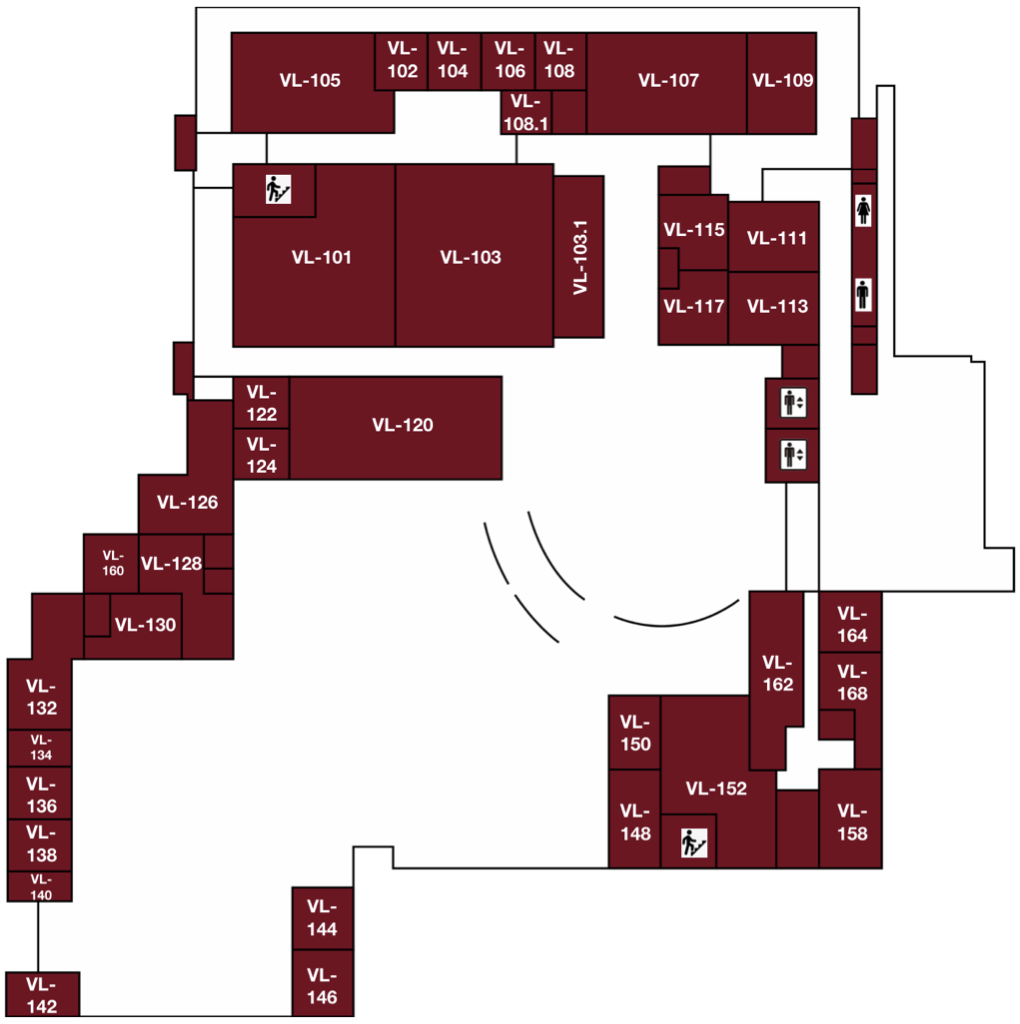 VL-105
VL-
102
VL-
104
VL-
106
VL-
108
VL-107
VL-109
VL-
108.1
VL-101
VL-103
VL-103.1
VL-115
VL-111
VL-117
VL-113
VL-
122
VL-
124
VL-120
VL-126
VL-
160
VL-128
VL-130
VL-
132
VL-
134
VL-
136
VL-
138
VL-
140
VL-
142
VL-
144
VL-
146
VL-
150
VL-
148
VL-152
VL-
162
VL-
164
VL-
168
VL-
158